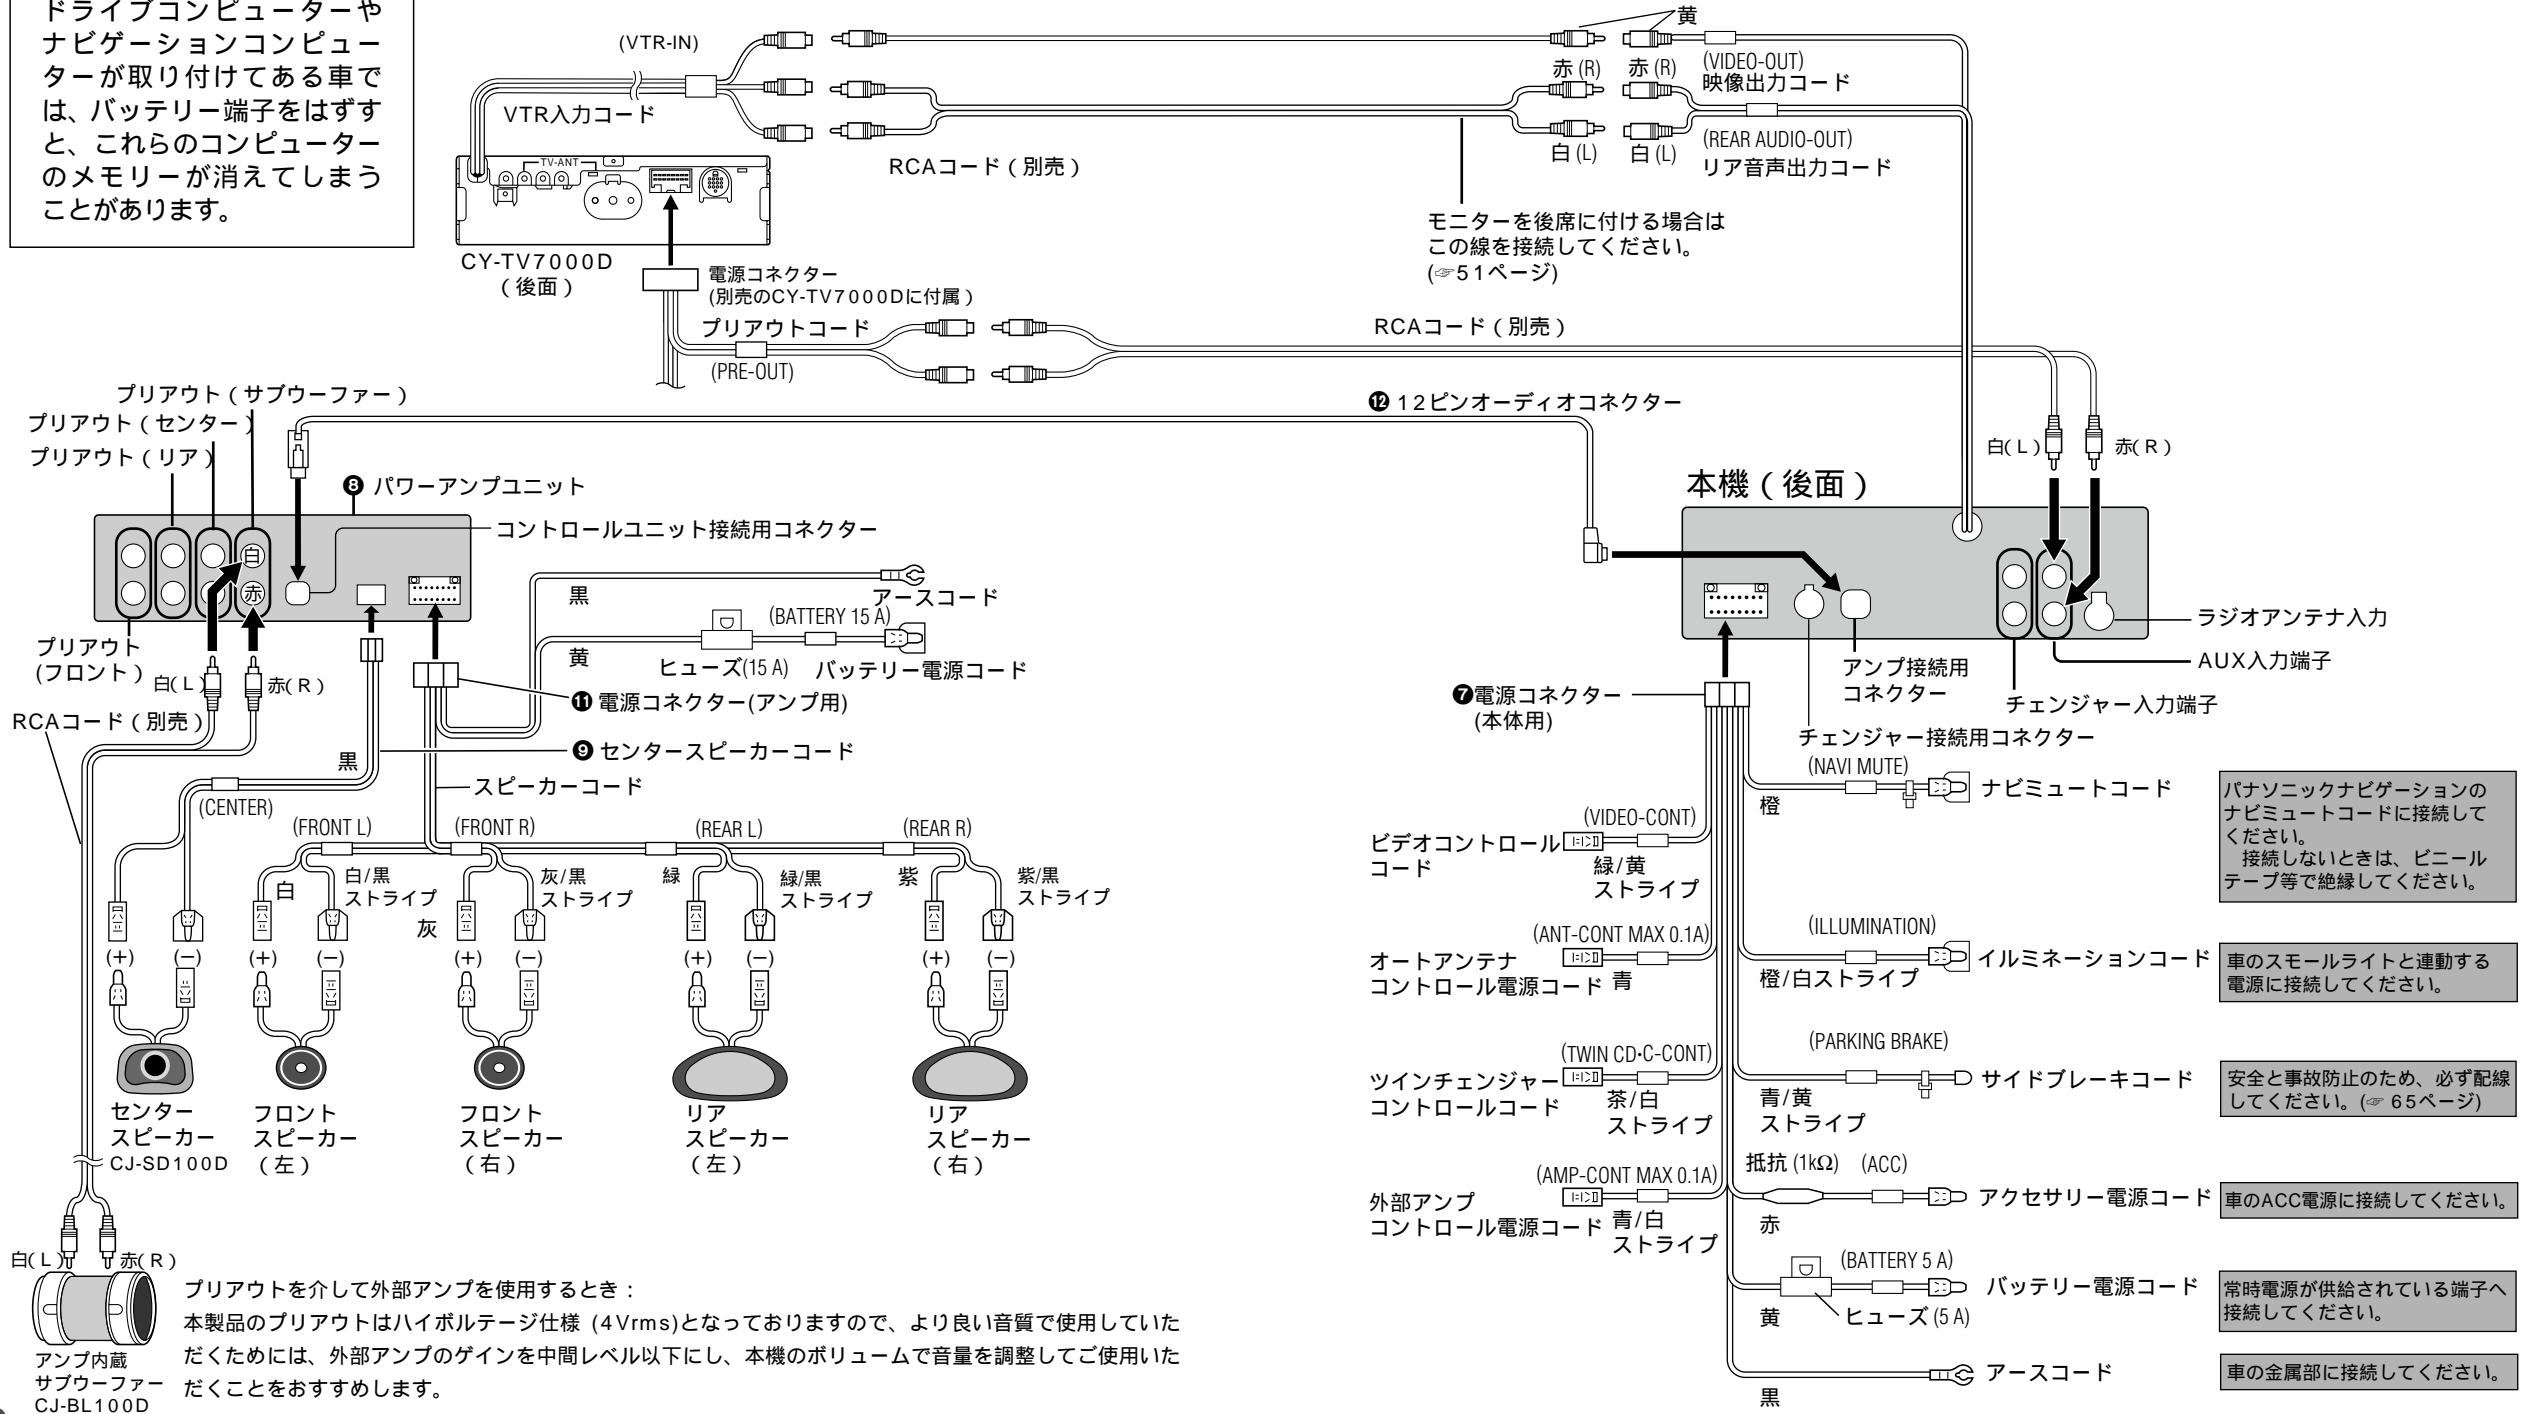 ドライブコンピューターや
ナビゲーションコンピュー
ターが取り付けてある車で
は、バッテリー端子をはずす
と、これらのコンピューター
のメモリーが消えてしまう
ことがあります。
(VTR-IN)
VTR入力コード
TV-ANT
CY-TV7000D
(後面)
RCAコード(別売)
黄
赤(R)
赤(R)
白(L)
白(L)
(VIDEO-OUT)
映像出力コード
(REAR AUDIO-OUT)
リア音声出力コード
モニターを後席に付ける場合は
この線を接続してください。
(☞51ページ)
電源コネクター
(別売のCY-TV7000Dに付属)
プリアウトコード
(PRE-OUT)
RCAコード(別売)
プリアウト(サブウーファー)
プリアウト(センター)
プリアウト(リア)
⓬12ピンオーディオコネクター
白(L)
赤(R)
❽パワーアンプユニット
コントロールユニット接続用コネクター
白
赤
プリアウト
(フロント)
白(L)
赤(R)
RCAコード(別売)
黒
アースコード
(BATTERY 15 A)
黄
ヒューズ(15 A)
バッテリー電源コード
⓫電源コネクター(アンプ用)
❾センタースピーカーコード
黒
スピーカーコード
(CENTER)
(FRONT L)
(FRONT R)
(REAR L)
(REAR R)
白
白/黒
ストライプ
灰
灰/黒
ストライプ
緑
緑/黒
ストライプ
紫
紫/黒
ストライプ
(+)
(−)
(+)
(−)
(+)
(−)
(+)
(−)
(+)
(−)
センター
スピーカー
CJ-SD100D
フロント
スピーカー
(左)
フロント
スピーカー
(右)
リア
スピーカー
(左)
リア
スピーカー
(右)
白(L)
赤(R)
アンプ内蔵
サブウーファー
CJ-BL100D
プリアウトを介して外部アンプを使用するとき:
本製品のプリアウトはハイボルテージ仕様 (4Vrms)となっておりますので、より良い音質で使用していた
だくためには、外部アンプのゲインを中間レベル以下にし、本機のボリュームで音量を調整してご使用いた
だくことをおすすめします。
本機(後面)
ラジオアンテナ入力
AUX入力端子
チェンジャー入力端子
アンプ接続用
コネクター
チェンジャー接続用コネクター
❼電源コネクター
(本体用)
(NAVI MUTE)
橙
ナビミュートコード
パナソニックナビゲーションの
ナビミュートコードに接続して
ください。
接続しないときは、ビニール
テープ等で絶縁してください。
(VIDEO-CONT)
ビデオコントロール
コード
緑/黄
ストライプ
(ANT-CONT MAX 0.1A)
オートアンテナ
コントロール電源コード
青
(ILLUMINATION)
橙/白ストライプ
イルミネーションコード
車のスモールライトと連動する
電源に接続してください。
(TWIN CD•C-CONT)
ツインチェンジャー
コントロールコード
茶/白
ストライプ
(PARKING BRAKE)
青/黄
ストライプ
サイドブレーキコード
安全と事故防止のため、必ず配線
してください。(☞ 65ページ)
(AMP-CONT MAX 0.1A)
外部アンプ
コントロール電源コード
青/白
ストライプ
抵抗(1kΩ)
(ACC)
赤
アクセサリー電源コード
車のACC電源に接続してください。
(BATTERY 5 A)
黄
ヒューズ(5 A)
バッテリー電源コード
常時電源が供給されている端子へ
接続してください。
黒
アースコード
車の金属部に接続してください。